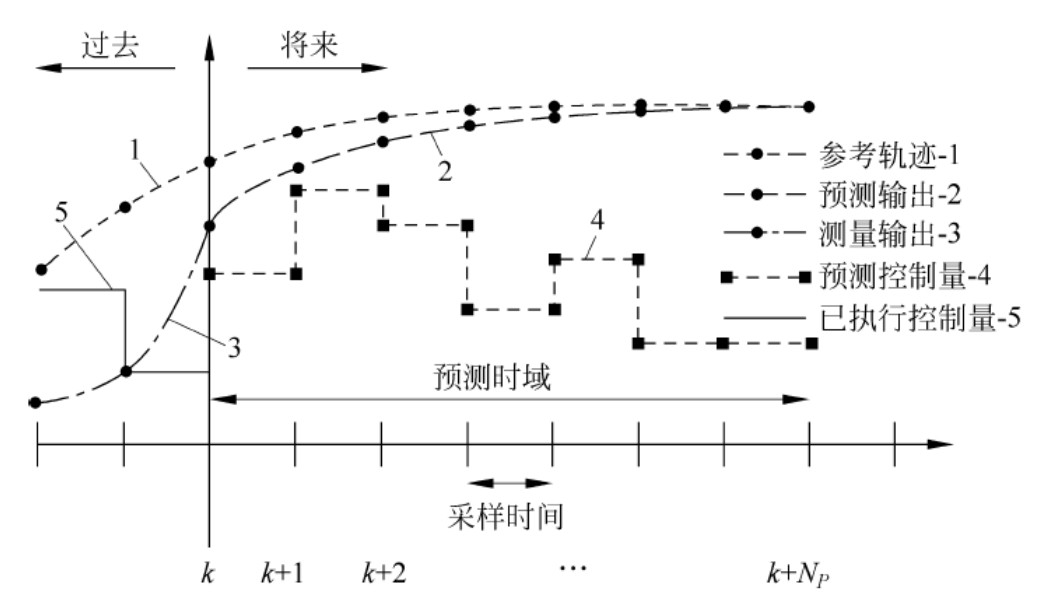 过去
将来
1
2
5
4
3
参考轨迹-1
预测输出-2
测量输出-3
预测控制量-4
已执行控制量-5
预测时域
采样时间
k k+1 k+2 … k+N_P